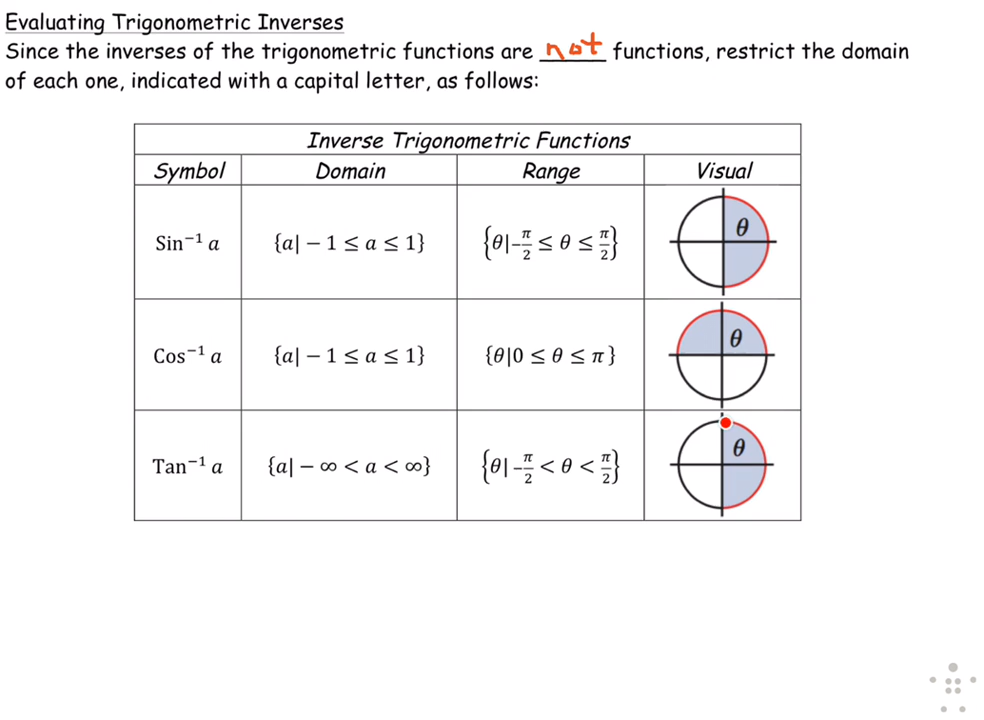 Evaluating Trigonometric Inverses
Since the inverses of the trigonometric functions are not functions, restrict the domain
of each one, indicated with a capital letter, as follows:
Inverse Trigonometric Functions
Symbol Domain Range Visual
Sin⁻¹ a {a| − 1 ≤ a ≤ 1} {θ|−π/2 ≤ θ ≤ π/2} θ
Cos⁻¹ a {a| − 1 ≤ a ≤ 1} {θ|0 ≤ θ ≤ π} θ
Tan⁻¹ a {a| − ∞ < a < ∞} {θ|−π/2 < θ < π/2} θ